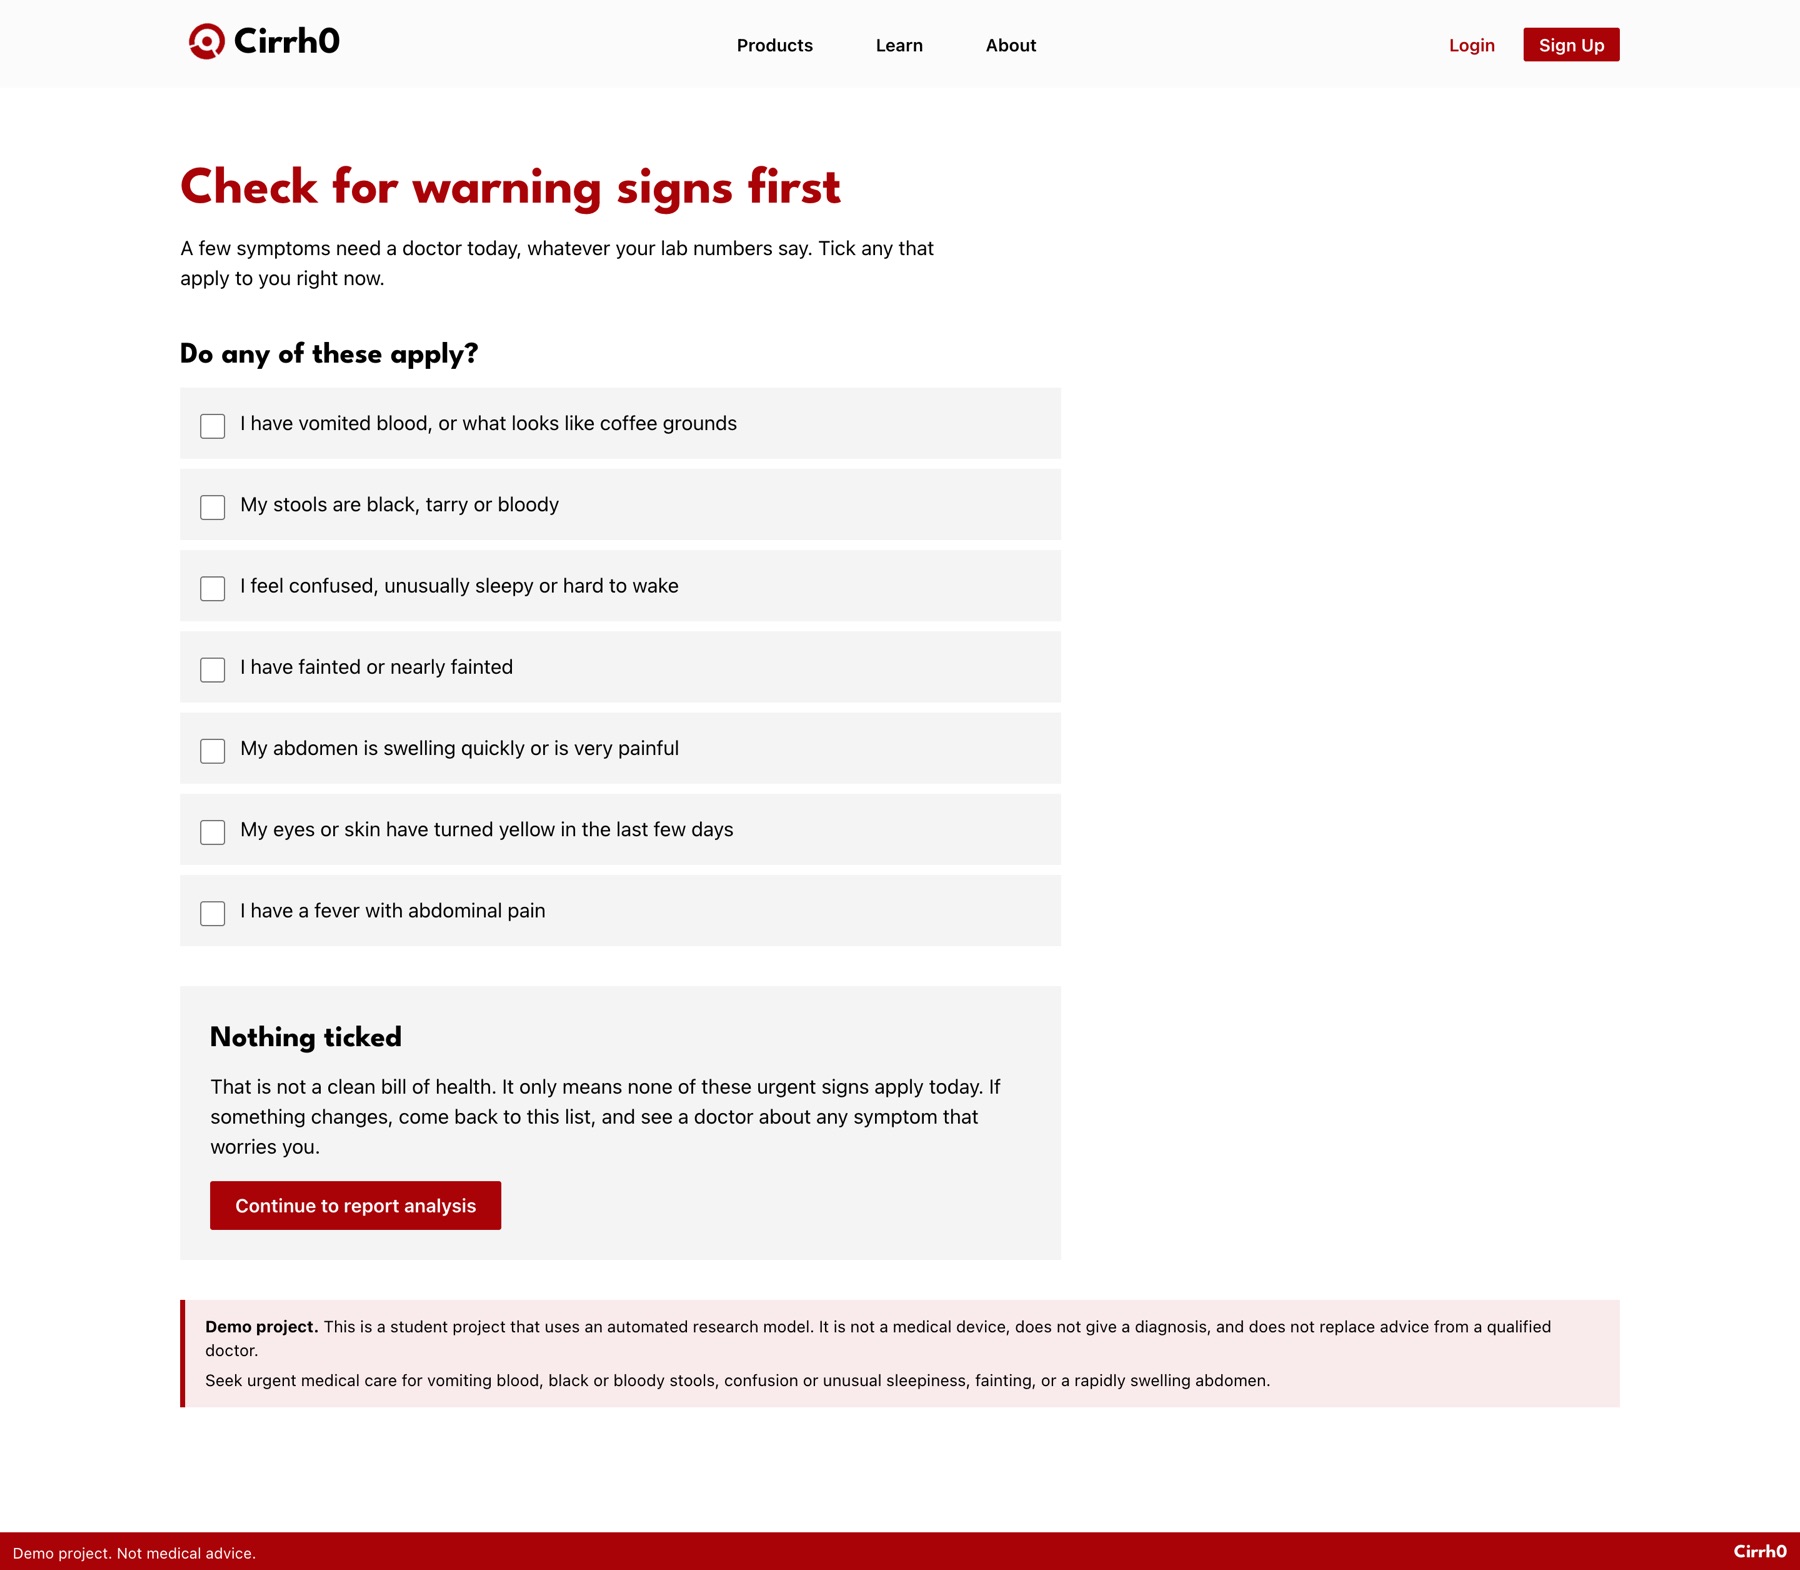 Cirrh0
Products
Learn
About
Login
Sign Up
Check for warning signs first
A few symptoms need a doctor today, whatever your lab numbers say. Tick any that
apply to you right now.
Do any of these apply?
I have vomited blood, or what looks like coffee grounds
My stools are black, tarry or bloody
I feel confused, unusually sleepy or hard to wake
I have fainted or nearly fainted
My abdomen is swelling quickly or is very painful
My eyes or skin have turned yellow in the last few days
I have a fever with abdominal pain
Nothing ticked
That is not a clean bill of health. It only means none of these urgent signs apply today. If
something changes, come back to this list, and see a doctor about any symptom that
worries you.
Continue to report analysis
Demo project. This is a student project that uses an automated research model. It is not a medical device, does not give a diagnosis, and does not replace advice from a qualified
doctor.
Seek urgent medical care for vomiting blood, black or bloody stools, confusion or unusual sleepiness, fainting, or a rapidly swelling abdomen.
Demo project. Not medical advice.
Cirrh0